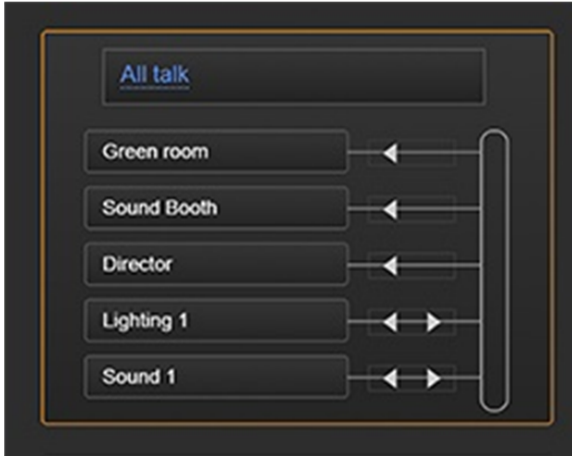 All talk
Green room
Sound Booth
Director
Lighting 1
Sound 1